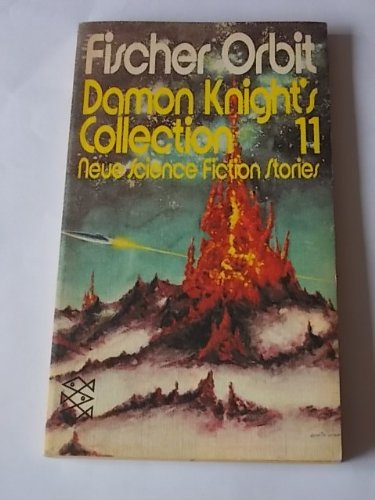 Fischer Orbit
Damon Knight's
Collection 11
Neue Science Fiction Stories